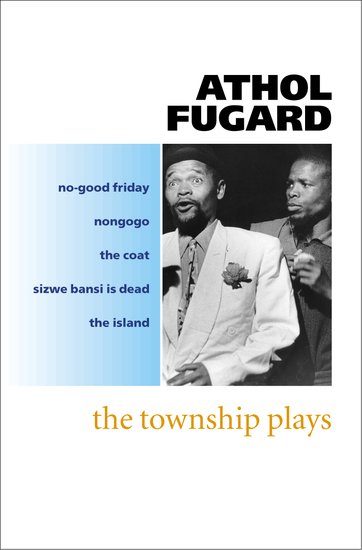 ATHOL
FUGARD
no-good friday
nongogo
the coat
sizwe bansi is dead
the island
the township plays